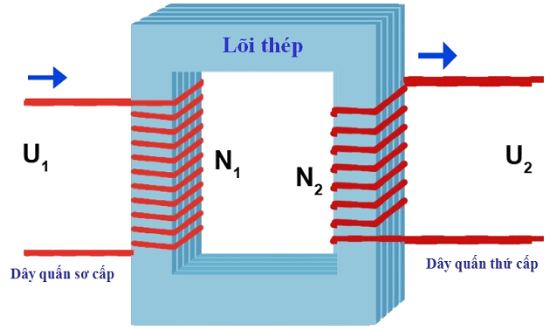 Lõi thép
U1
N1
N2
U2
Dây quấn sơ cấp
Dây quấn thứ cấp